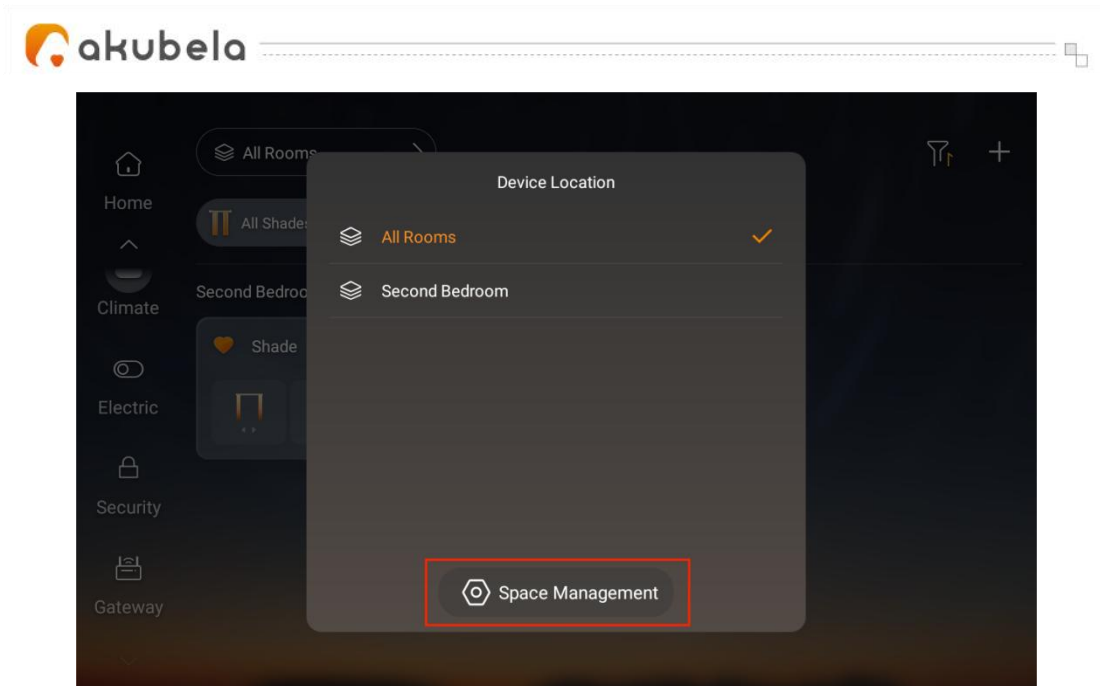 akubela
All Rooms
Home
Device Location
All Shades
All Rooms
Climate
Second Bedroo
Second Bedroom
Shade
Electric
Security
Space Management
Gateway